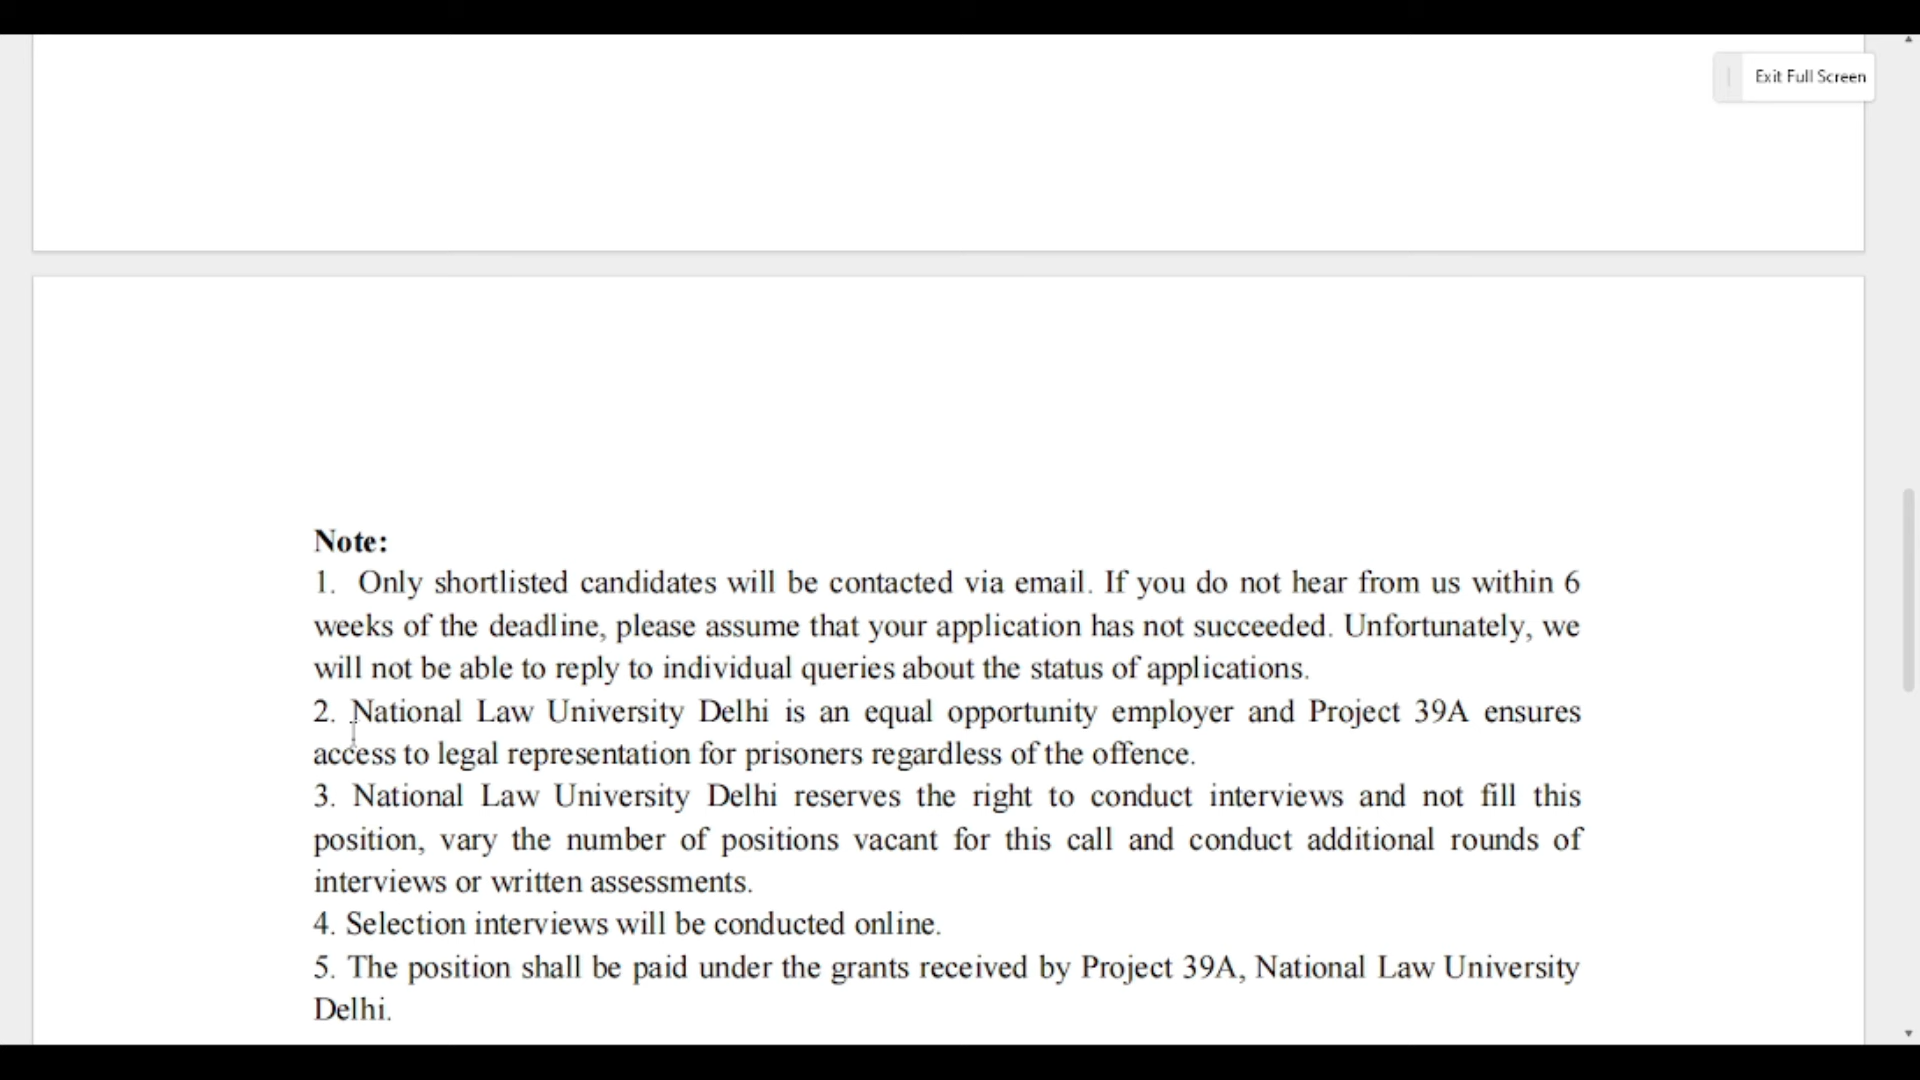 Exit Full Screen
Note:
1. Only shortlisted candidates will be contacted via email. If you do not hear from us within 6
weeks of the deadline, please assume that your application has not succeeded. Unfortunately, we
will not be able to reply to individual queries about the status of applications.
2. National Law University Delhi is an equal opportunity employer and Project 39A ensures
access to legal representation for prisoners regardless of the offence.
3. National Law University Delhi reserves the right to conduct interviews and not fill this
position, vary the number of positions vacant for this call and conduct additional rounds of
interviews or written assessments.
4. Selection interviews will be conducted online.
5. The position shall be paid under the grants received by Project 39A, National Law University
Delhi.